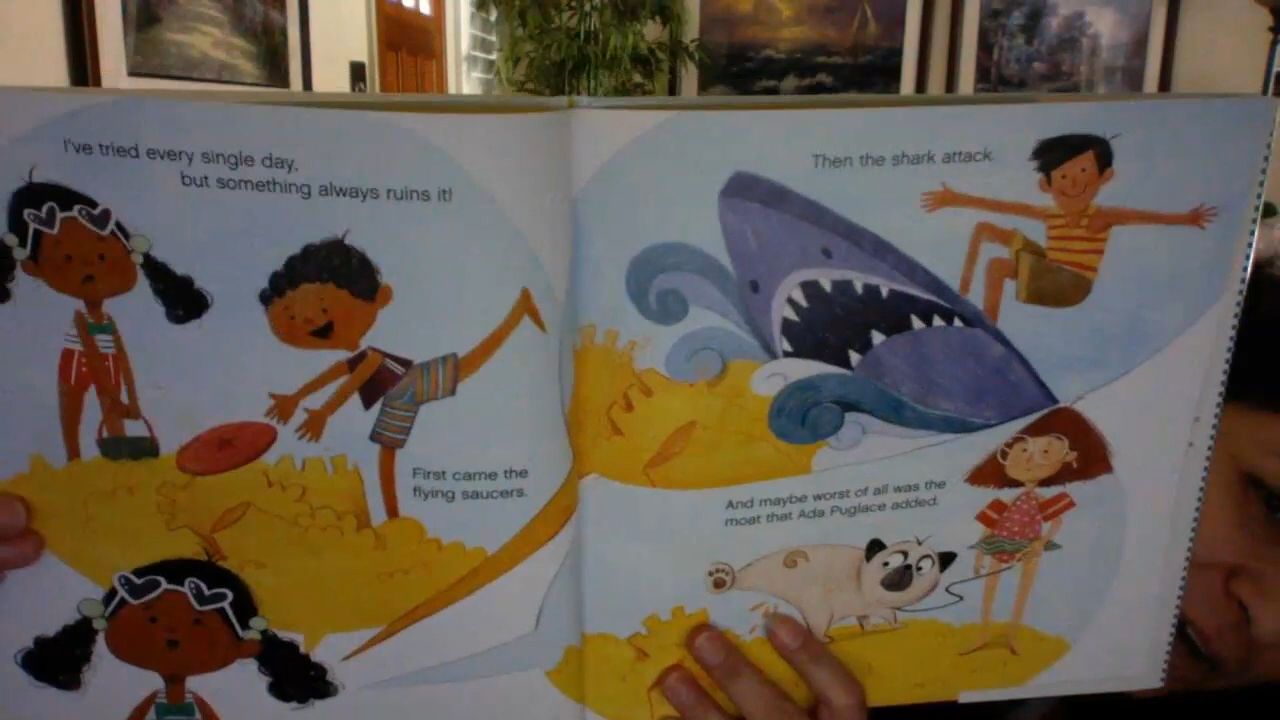 I've tried every single day,
but something always ruins it!
First came the
flying saucers.
Then the shark attack.
And maybe worst of all was the
moat that Ada Puglace added.